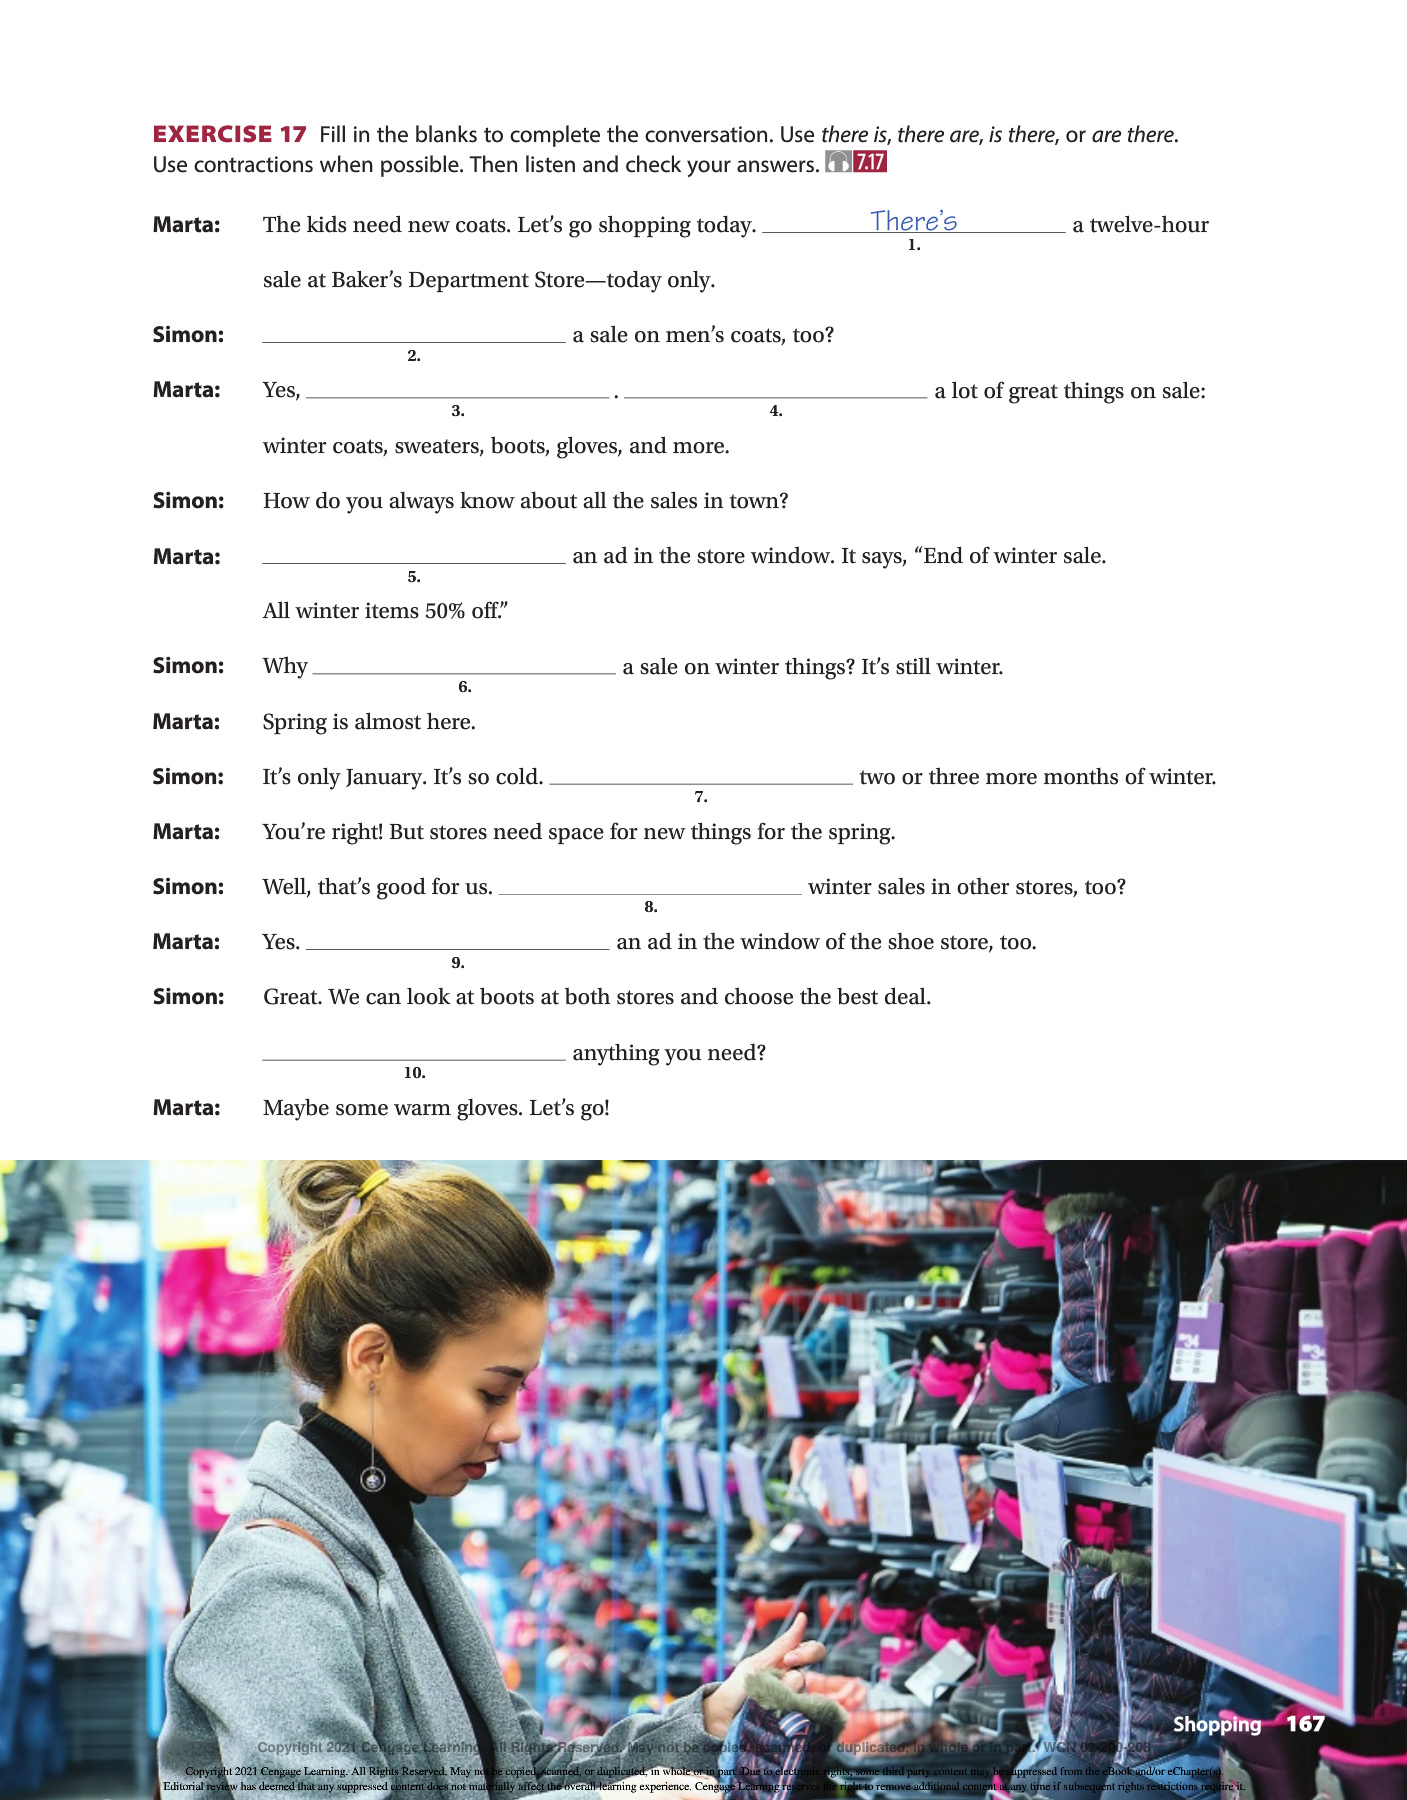 EXERCISE 17 Fill in the blanks to complete the conversation. Use there is, there are, is there, or are there.
Use contractions when possible. Then listen and check your answers. 7.17
Marta: The kids need new coats. Let's go shopping today. There's a twelve-hour
1.
sale at Baker's Department Store—today only.
Simon: a sale on men's coats, too?
2.
Marta: Yes, . a lot of great things on sale:
3. 4.
winter coats, sweaters, boots, gloves, and more.
Simon: How do you always know about all the sales in town?
Marta: an ad in the store window. It says, “End of winter sale.
5.
All winter items 50% off.”
Simon: Why a sale on winter things? It's still winter.
6.
Marta: Spring is almost here.
Simon: It's only January. It's so cold. two or three more months of winter.
7.
Marta: You're right! But stores need space for new things for the spring.
Simon: Well, that's good for us. winter sales in other stores, too?
8.
Marta: Yes. an ad in the window of the shoe store, too.
9.
Simon: Great. We can look at boots at both stores and choose the best deal.
anything you need?
10.
Marta: Maybe some warm gloves. Let's go!
Shopping 167
Copyright 2021 Cengage Learning. All Rights Reserved. May not be copied, scanned, or duplicated, in whole or in part. WCN 02-200-203
Copyright 2021 Cengage Learning. All Rights Reserved. May not be copied, scanned, or duplicated, in whole or in part. Due to electronic rights, some third party content may be suppressed from the eBook and/or eChapter(s).
Editorial review has deemed that any suppressed content does not materially affect the overall learning experience. Cengage Learning reserves the right to remove additional content at any time if subsequent rights restrictions require it.